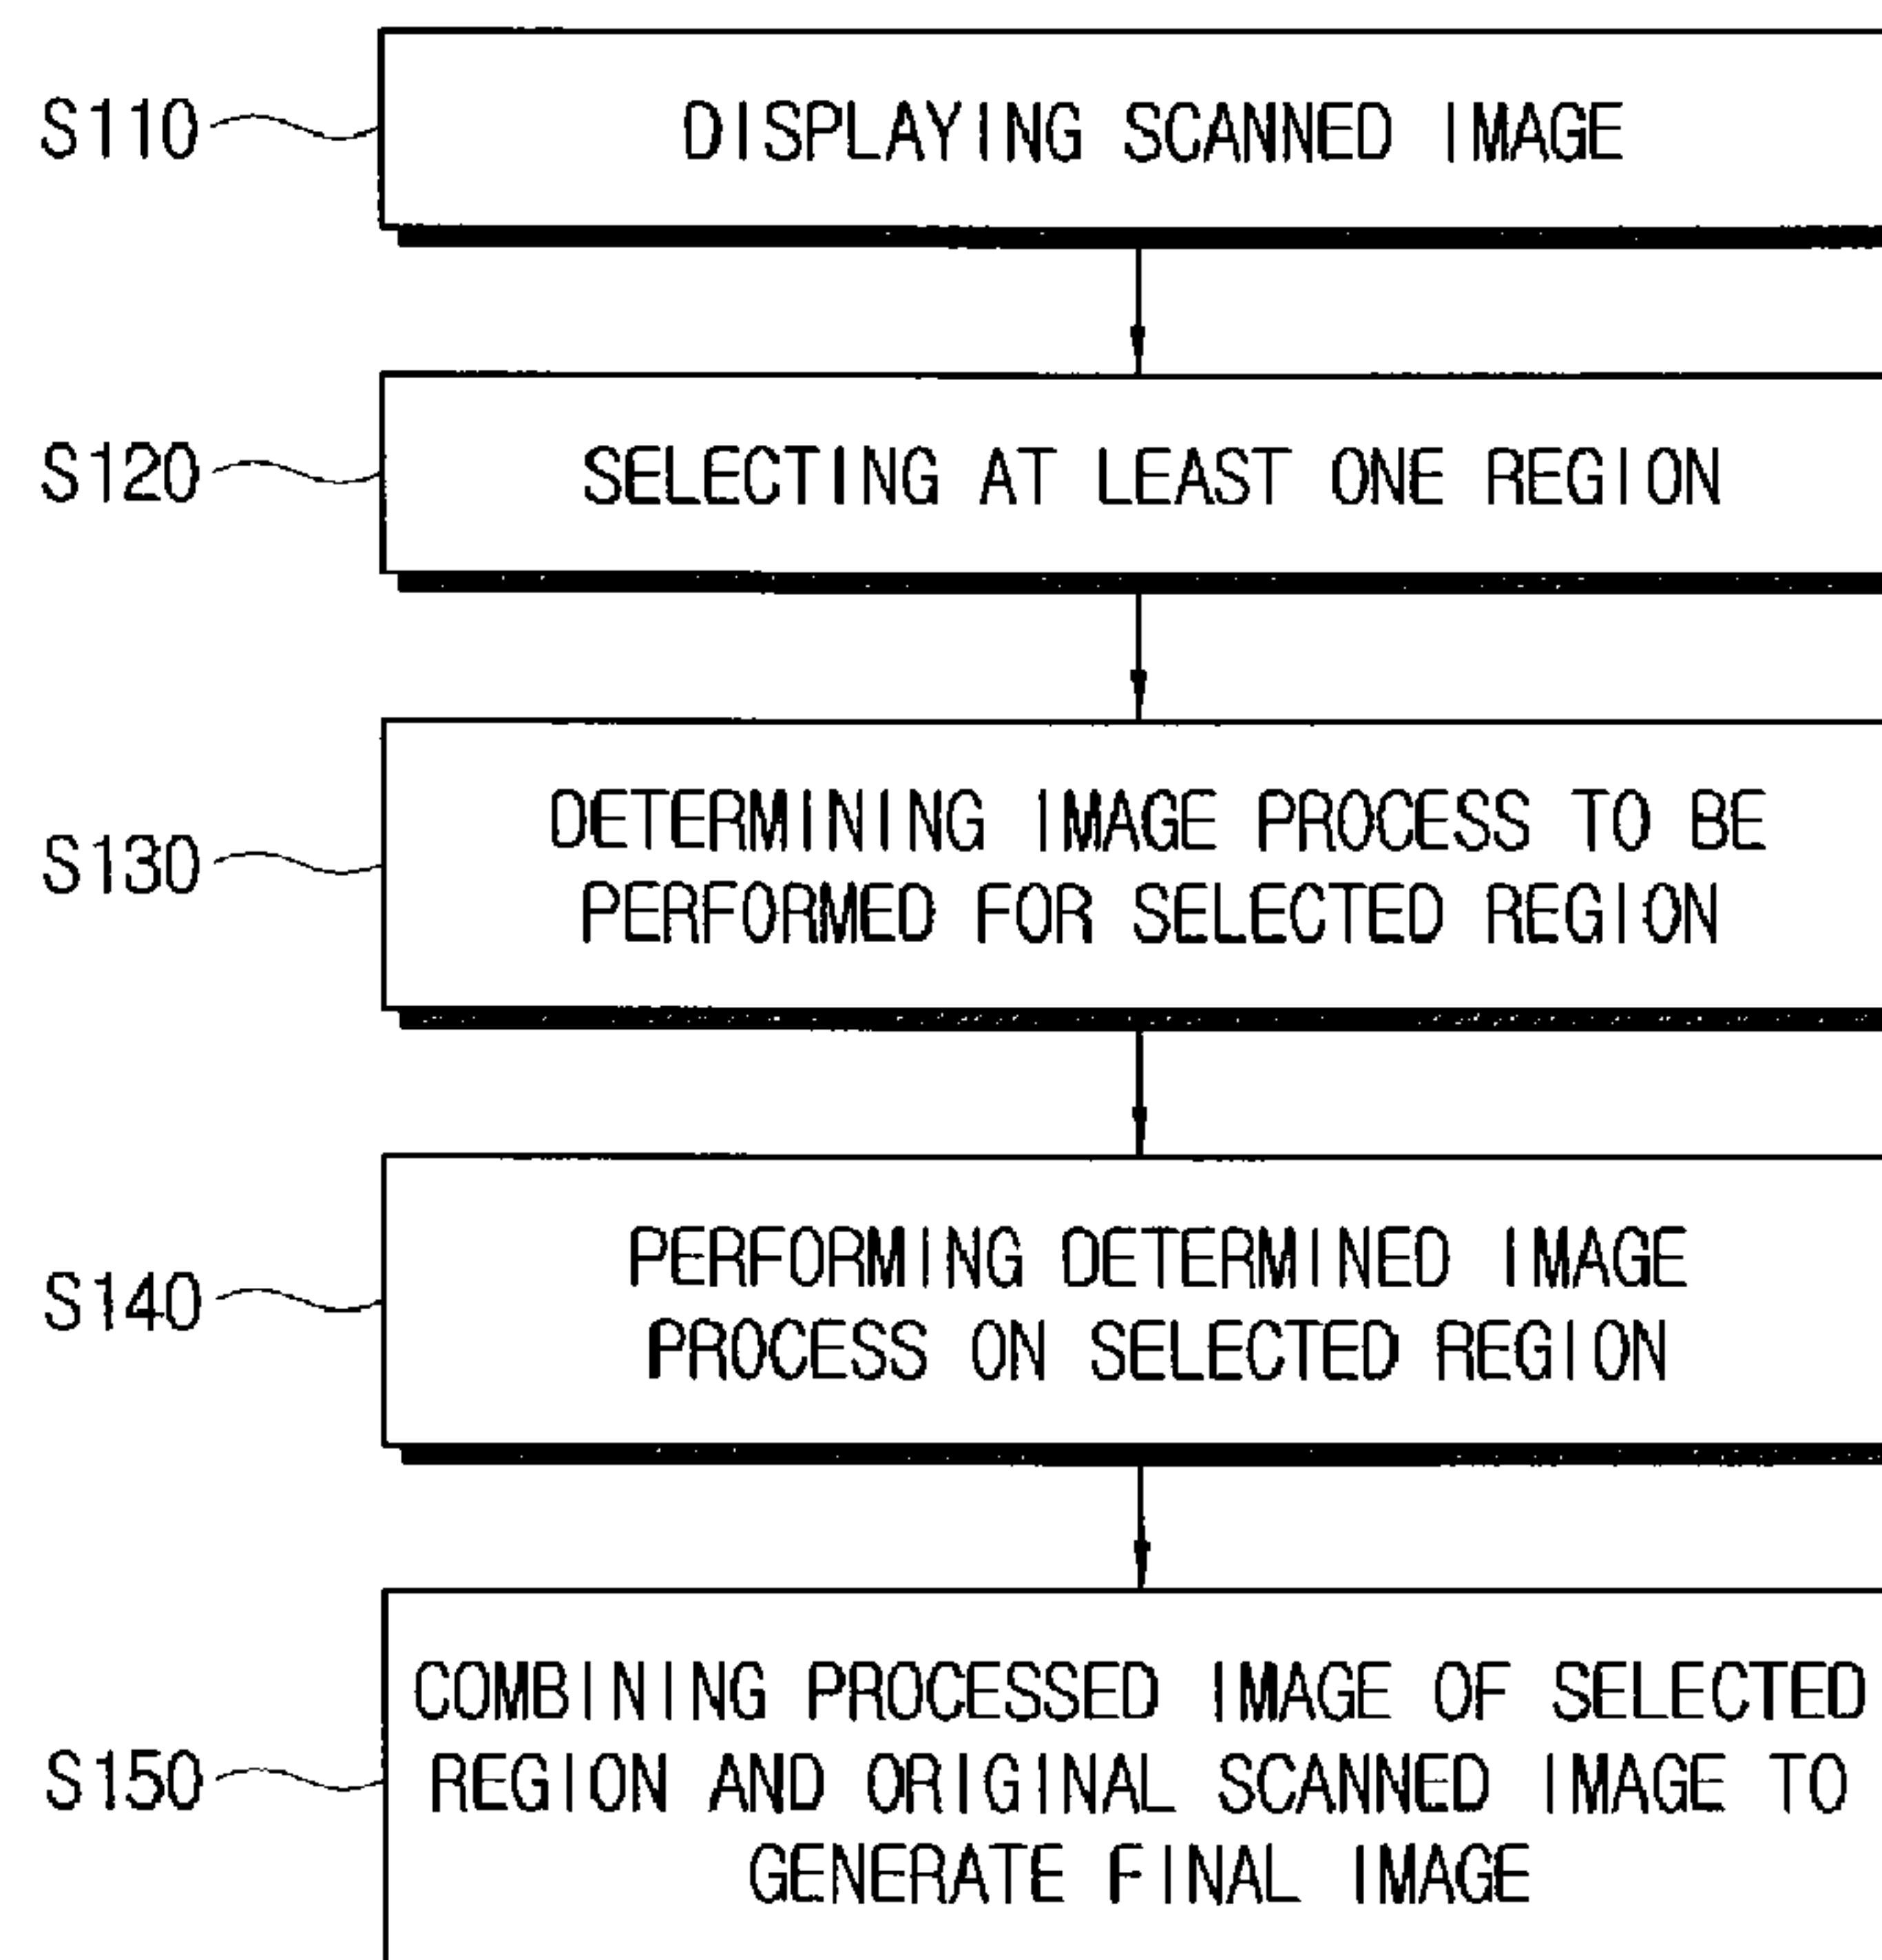 S110
DISPLAYING SCANNED IMAGE
S120
SELECTING AT LEAST ONE REGION
S130
DETERMINING IMAGE PROCESS TO BE
PERFORMED FOR SELECTED REGION
S140
PERFORMING DETERMINED IMAGE
PROCESS ON SELECTED REGION
S150
COMBINING PROCESSED IMAGE OF SELECTED
REGION AND ORIGINAL SCANNED IMAGE TO
GENERATE FINAL IMAGE